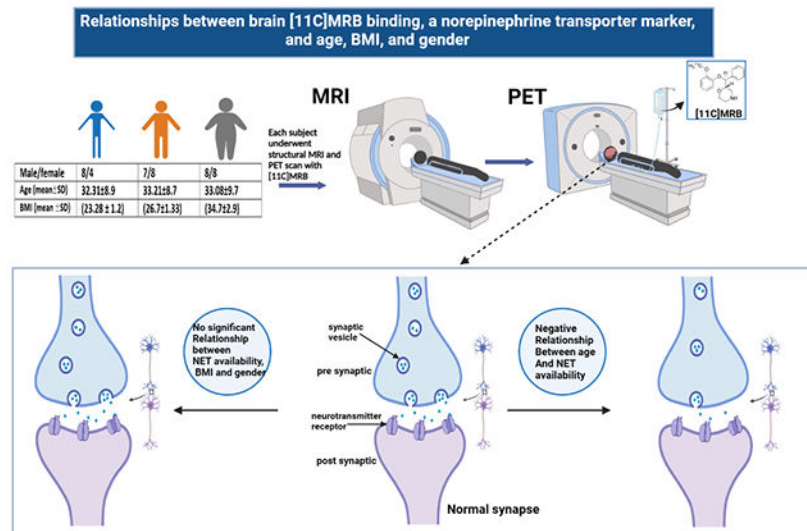 Relationships between brain [11C]MRB binding, a norepinephrine transporter marker,
and age, BMI, and gender
MRI
PET
H₃¹¹C
O
O
H
O
NH
[11C]MRB
Each subject
underwent
structural MRI and
PET scan with
[11C]MRB
Male/female 8/4 7/8 8/8
Age (mean±SD) 32.31±8.9 33.21±8.7 33.08±9.7
BMI (mean ±SD) (23.28 ± 1.2) (26.7±1.33) (34.7±2.9)
No significant
Relationship
between
NET availability,
BMI and gender
synaptic
vesicle
pre synaptic
neurotransmitter
receptor
post synaptic
Normal synapse
Negative
Relationship
Between age
And NET
availability